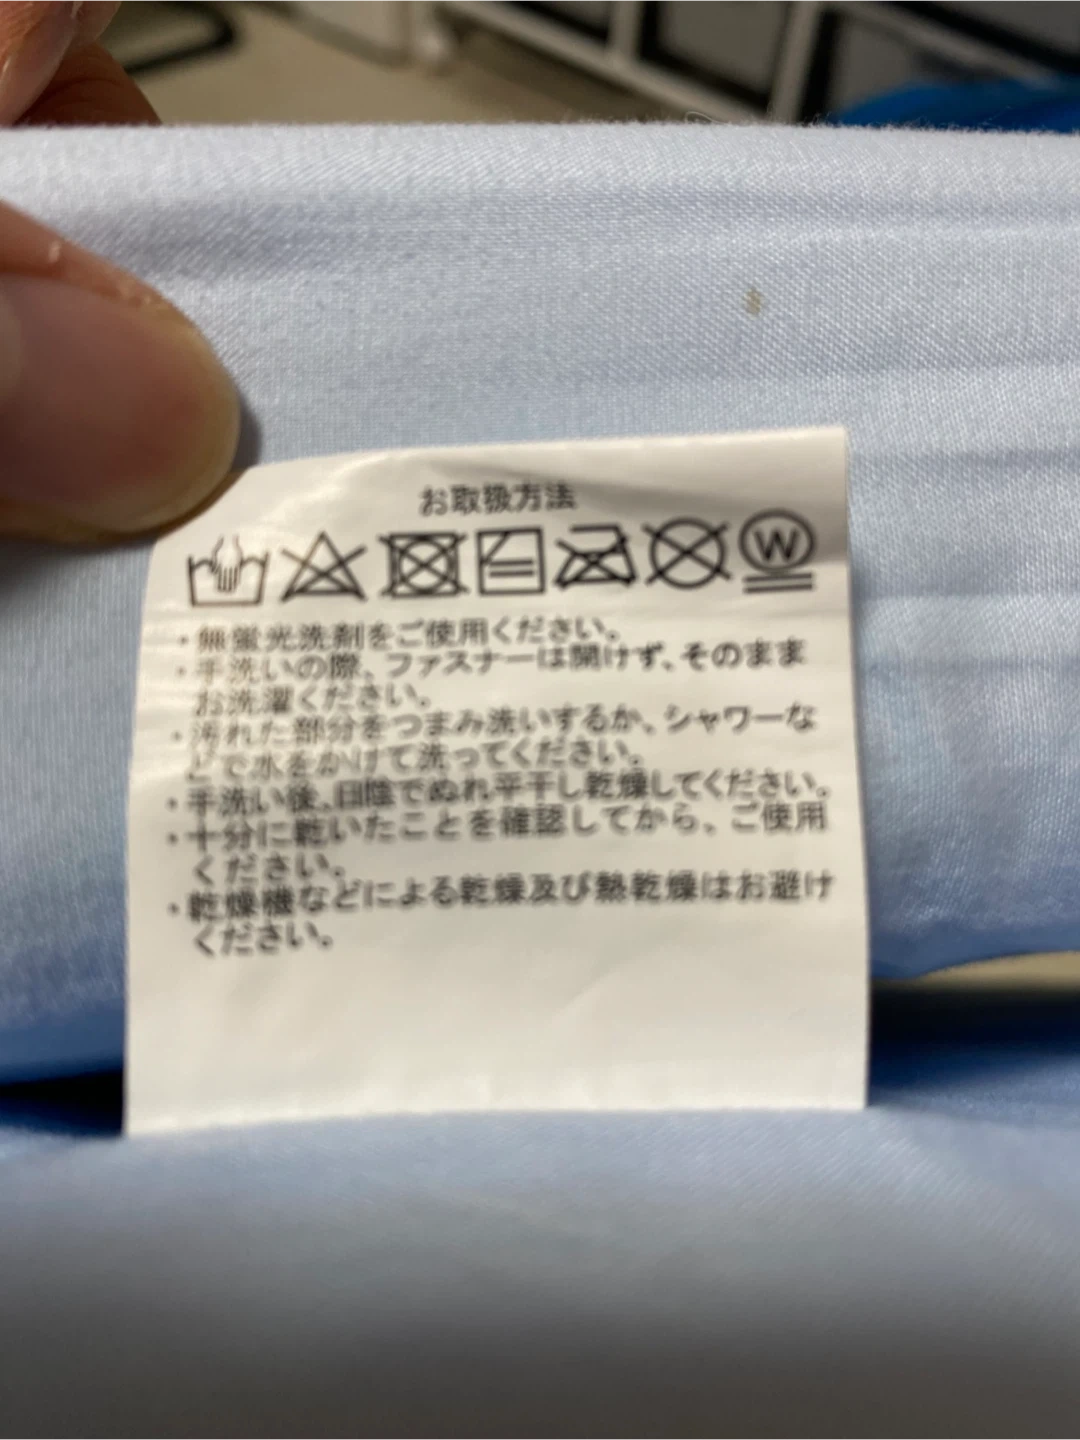 お取扱方法
W
・無蛍光洗剤をご使用ください。
・手洗いの際、ファスナーは開けず、そのまま
お洗濯ください。
・汚れた部分をつまみ洗いするか、シャワーな
どで水をかけて洗ってください。
・手洗い後、日陰でぬれ平干し乾燥してください。
・十分に乾いたことを確認してから、ご使用
ください。
・乾燥機などによる乾燥及び熱乾燥はお避け
ください。